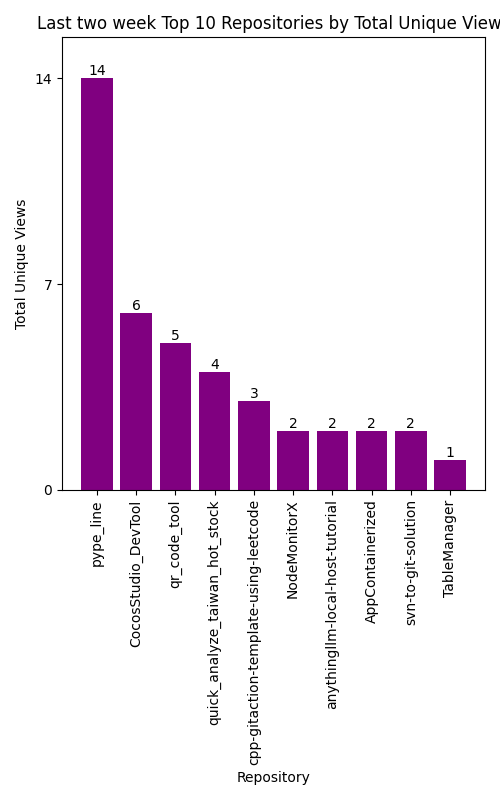 Last two week Top 10 Repositories by Total Unique View
14
7
0
Total Unique Views
14
6
5
4
3
2
2
2
2
1
pype_line
CocosStudio_DevTool
qr_code_tool
quick_analyze_taiwan_hot_stock
cpp-gitaction-template-using-leetcode
NodeMonitorX
anythingllm-local-host-tutorial
AppContainerized
svn-to-git-solution
TableManager
Repository